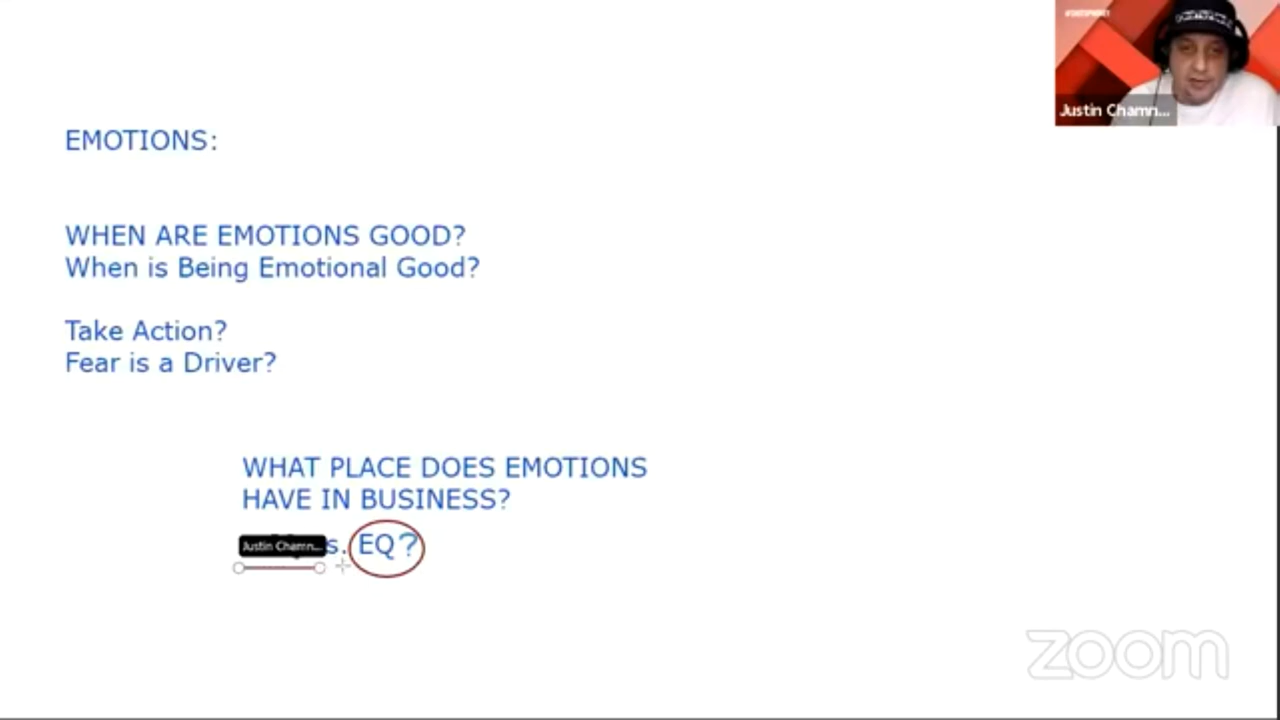 EMOTIONS:
WHEN ARE EMOTIONS GOOD?
When is Being Emotional Good?
Take Action?
Fear is a Driver?
WHAT PLACE DOES EMOTIONS
HAVE IN BUSINESS?
Justin Chamn... s. EQ?
Justin Chamn...
zoom